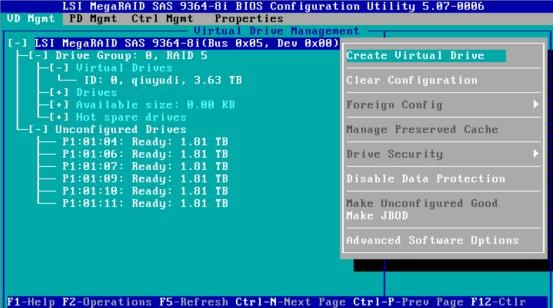 LSI MegaRAID SAS 9364-8i BIOS Configuration Utility 5.07-0006
VD Mgmt PD Mgmt Ctrl Mgmt Properties
Virtual Drive Management
[-] LSI MegaRAID SAS 9364-8i(Bus 0x05, Dev 0x00)
[-] Drive Group: 0, RAID 5
[-] Virtual Drives
ID: 0, qiuyudi, 3.63 TB
[+] Drives
[+] Available size: 0.00 KB
[+] Hot spare drives
[-] Unconfigured Drives
P1:01:04: Ready: 1.81 TB
P1:01:06: Ready: 1.81 TB
P1:01:07: Ready: 1.81 TB
P1:01:09: Ready: 1.81 TB
P1:01:10: Ready: 1.81 TB
P1:01:11: Ready: 1.81 TB
Create Virtual Drive
Clear Configuration
Foreign Config
Manage Preserved Cache
Drive Security
Disable Data Protection
Make Unconfigured Good
Make JBOD
Advanced Software Options
F1-Help F2-Operations F5-Refresh Ctrl-N-Next Page Ctrl-P-Prev Page F12-Ctlr